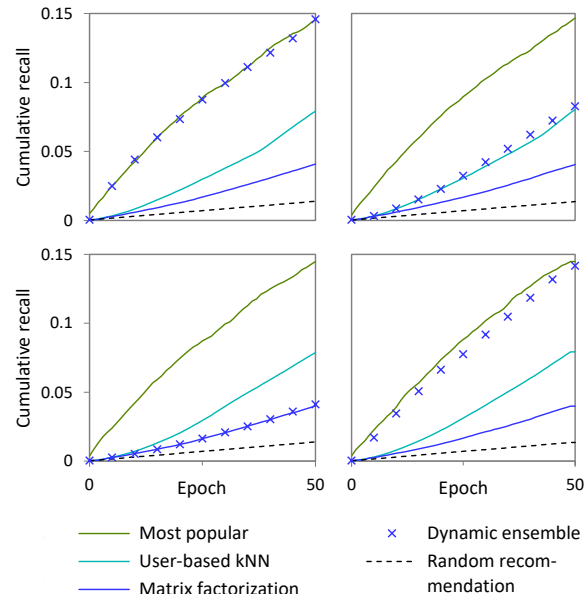 0.15
0.1
0.05
0
Cumulative recall
0.15
0.1
0.05
0
Cumulative recall
0 Epoch 50 0 Epoch 50
Most popular
User-based kNN
Matrix factorization
Dynamic ensemble
Random recom-
mendation